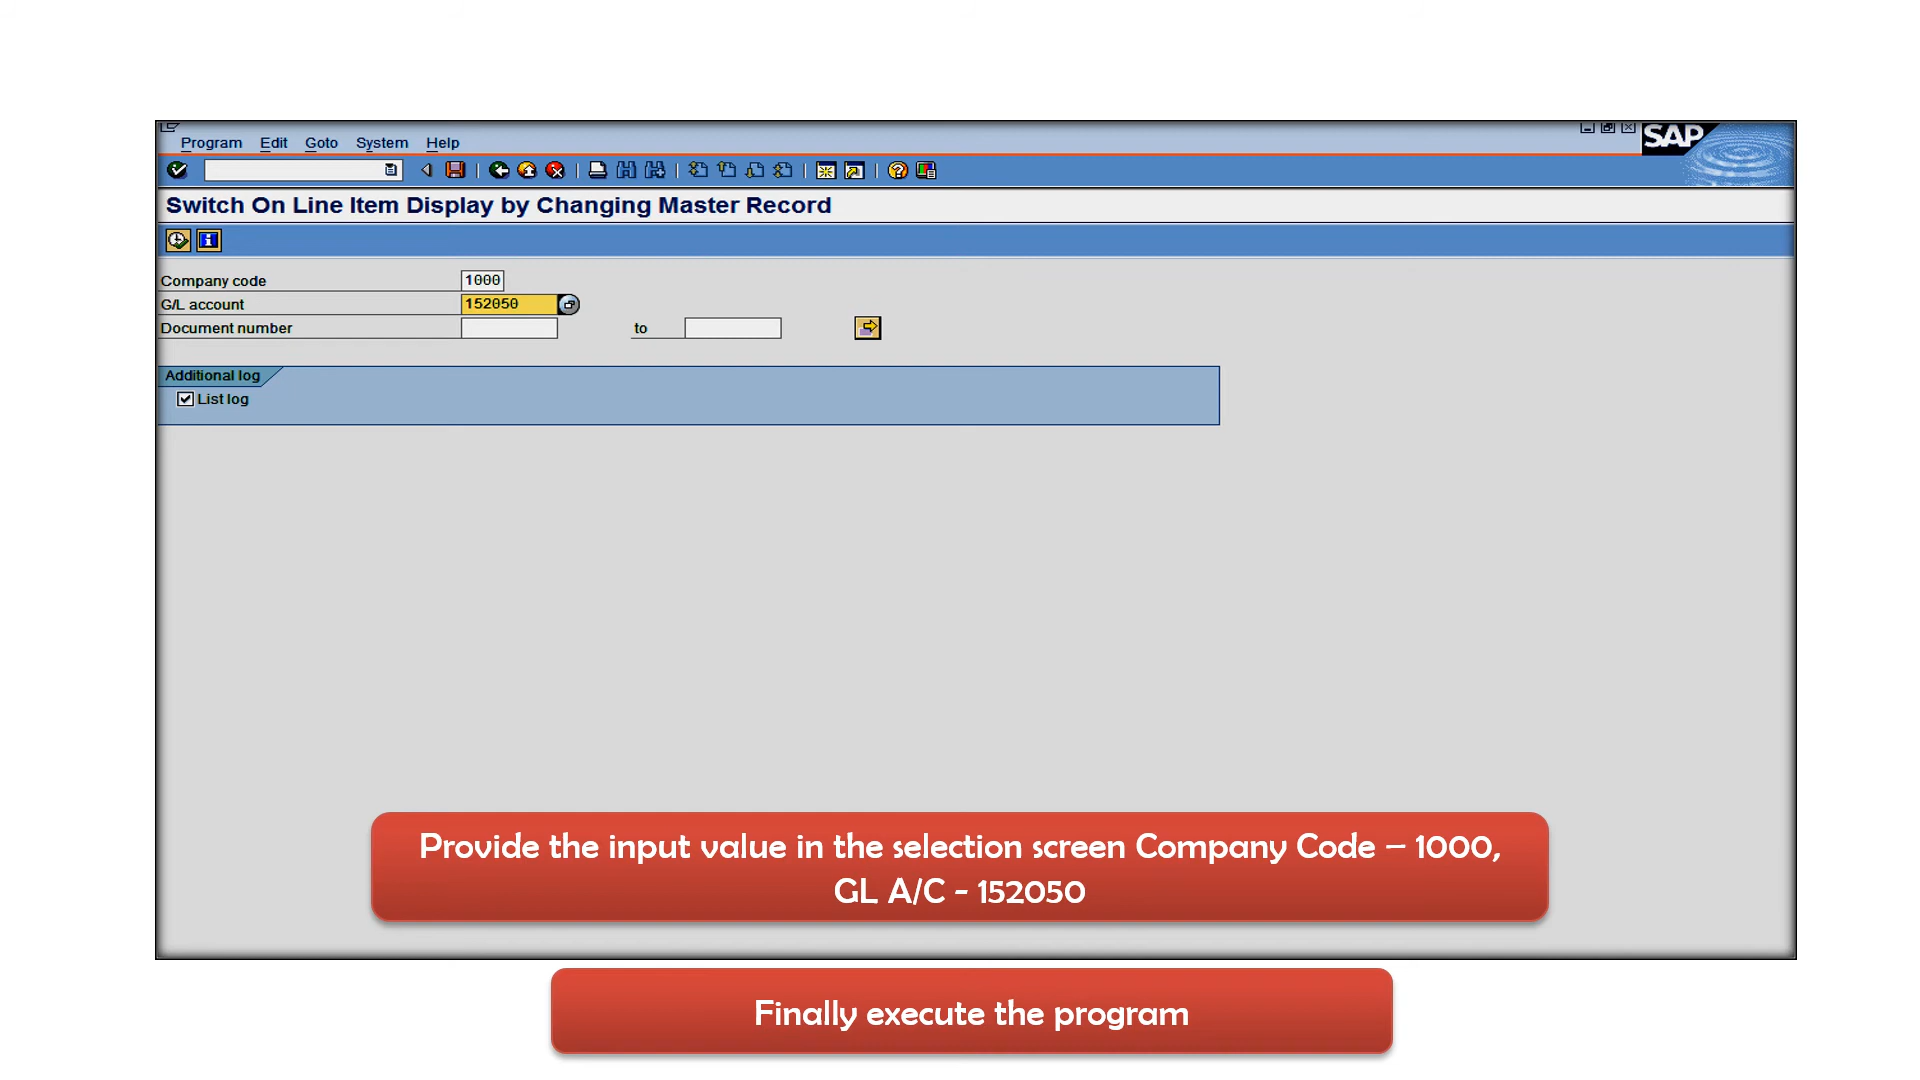 Program Edit Goto System Help
SAP
Switch On Line Item Display by Changing Master Record
Company code 1000
G/L account 152050
Document number to
Additional log
List log
Provide the input value in the selection screen Company Code – 1000,
GL A/C - 152050
Finally execute the program